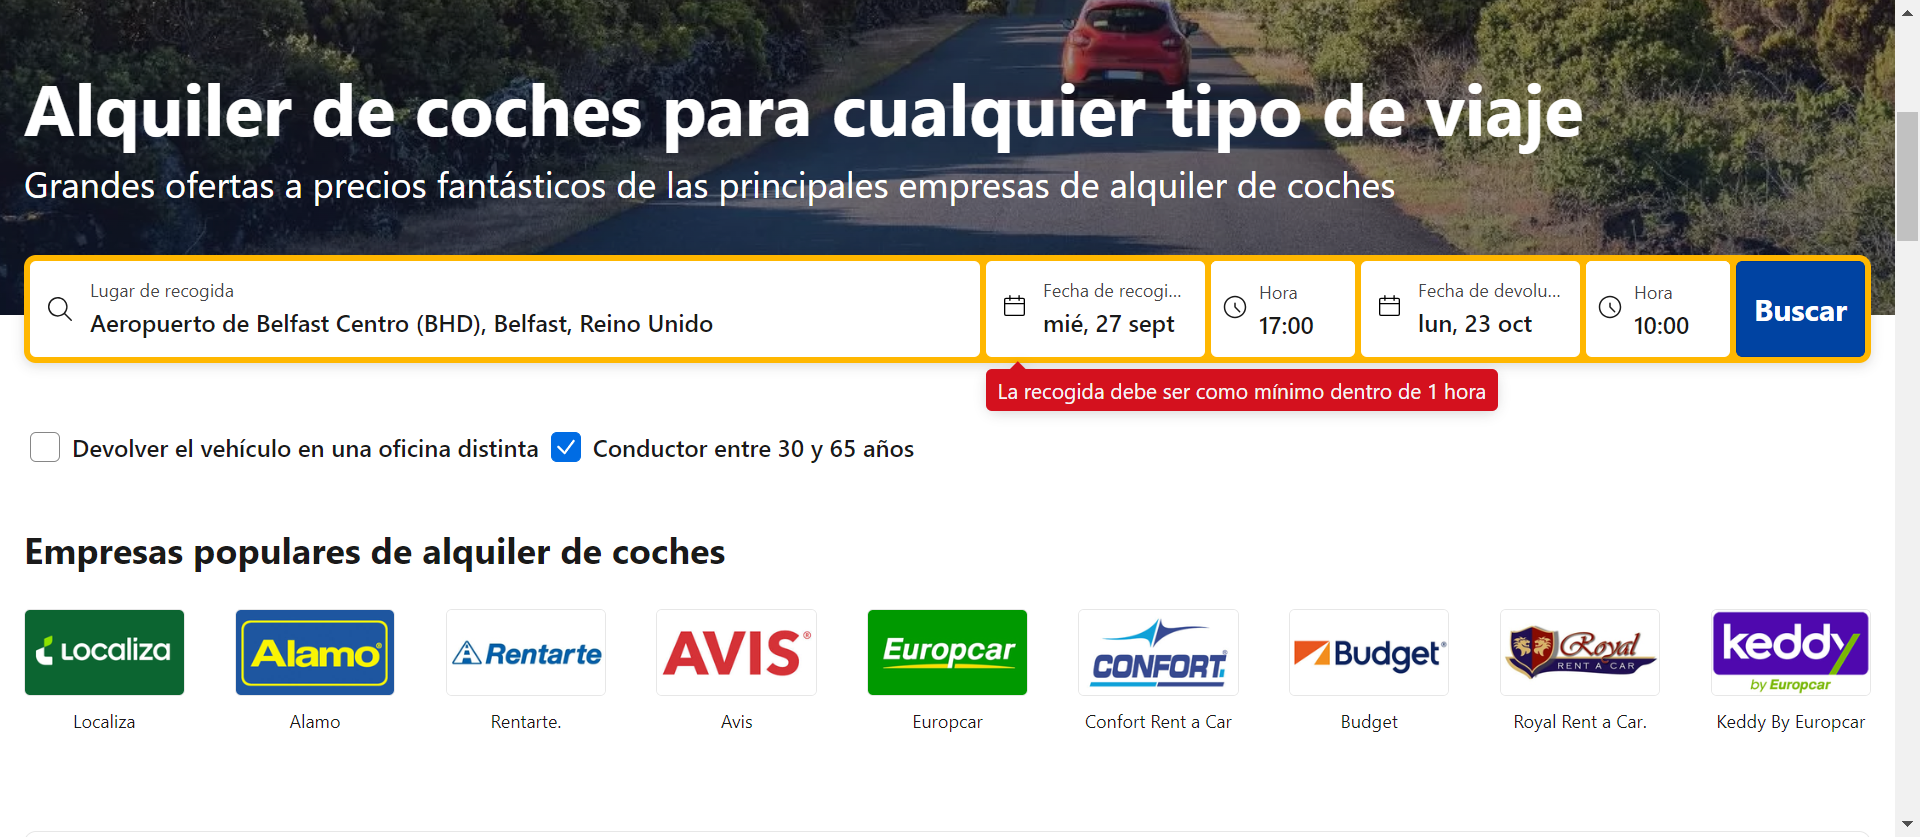 Alquiler de coches para cualquier tipo de viaje
Grandes ofertas a precios fantásticos de las principales empresas de alquiler de coches
Lugar de recogida
Aeropuerto de Belfast Centro (BHD), Belfast, Reino Unido
Fecha de recogi...
mié, 27 sept
Hora
17:00
Fecha de devolu...
lun, 23 oct
Hora
10:00
Buscar
La recogida debe ser como mínimo dentro de 1 hora
Devolver el vehículo en una oficina distinta
Conductor entre 30 y 65 años
Empresas populares de alquiler de coches
Localiza
Alamo
Rentarte
AVIS
Europcar
CONFORT
Budget
Royal
RENT A CAR
keddy
by Europcar
Localiza
Alamo
Rentarte.
Avis
Europcar
Confort Rent a Car
Budget
Royal Rent a Car.
Keddy By Europcar